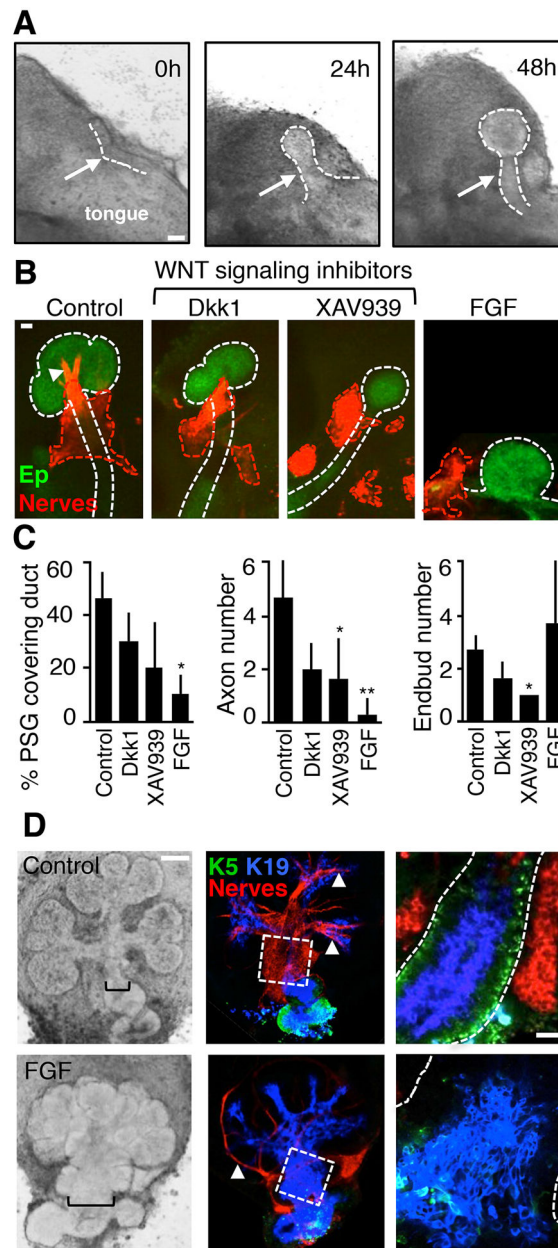 A
0h
24h
48h
tongue
B
WNT signaling inhibitors
Control
Dkk1
XAV939
FGF
Ep
Nerves
C
% PSG covering duct
60
40
20
0
*
Control
Dkk1
XAV939
FGF
Axon number
6
4
2
0
*
**
Control
Dkk1
XAV939
FGF
Endbud number
6
4
2
0
*
Control
Dkk1
XAV939
FGF
D
Control
K5 K19
Nerves
FGF